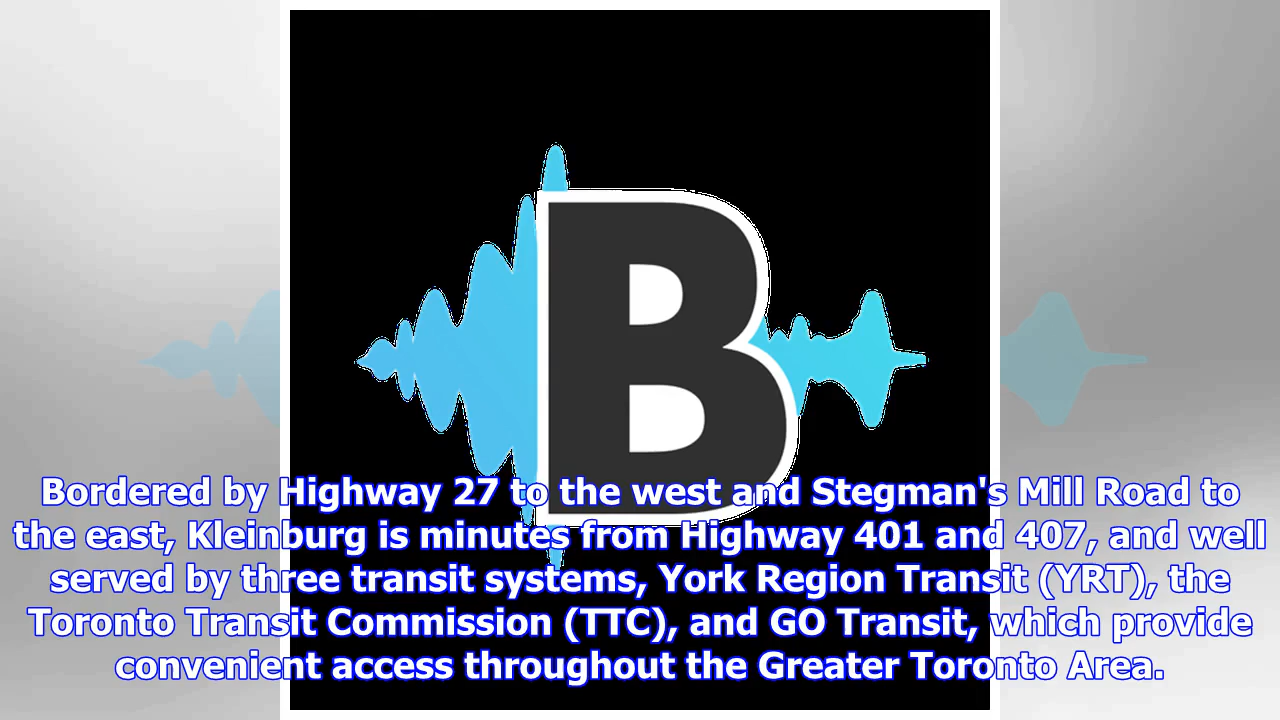 B
Bordered by Highway 27 to the west and Stegman's Mill Road to
the east, Kleinburg is minutes from Highway 401 and 407, and well
served by three transit systems, York Region Transit (YRT), the
Toronto Transit Commission (TTC), and GO Transit, which provide
convenient access throughout the Greater Toronto Area.